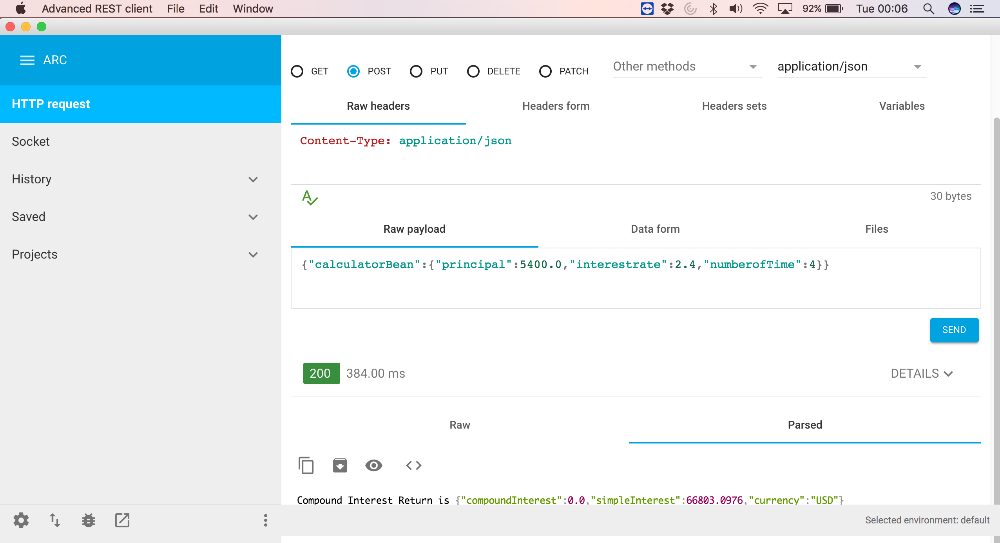 Advanced REST client File Edit Window 92% Tue 00:06
ARC
HTTP request
Socket
History
Saved
Projects
GET POST PUT DELETE PATCH Other methods application/json
Raw headers Headers form Headers sets Variables
Content-Type: application/json
30 bytes
Raw payload Data form Files
{"calculatorBean":{"principal":5400.0,"interestrate":2.4,"numberofTime":4}}
SEND
200 384.00 ms DETAILS
Raw Parsed
Compound Interest Return is {"compoundInterest":0.0,"simpleInterest":66803.0976,"currency":"USD"}
Selected environment: default